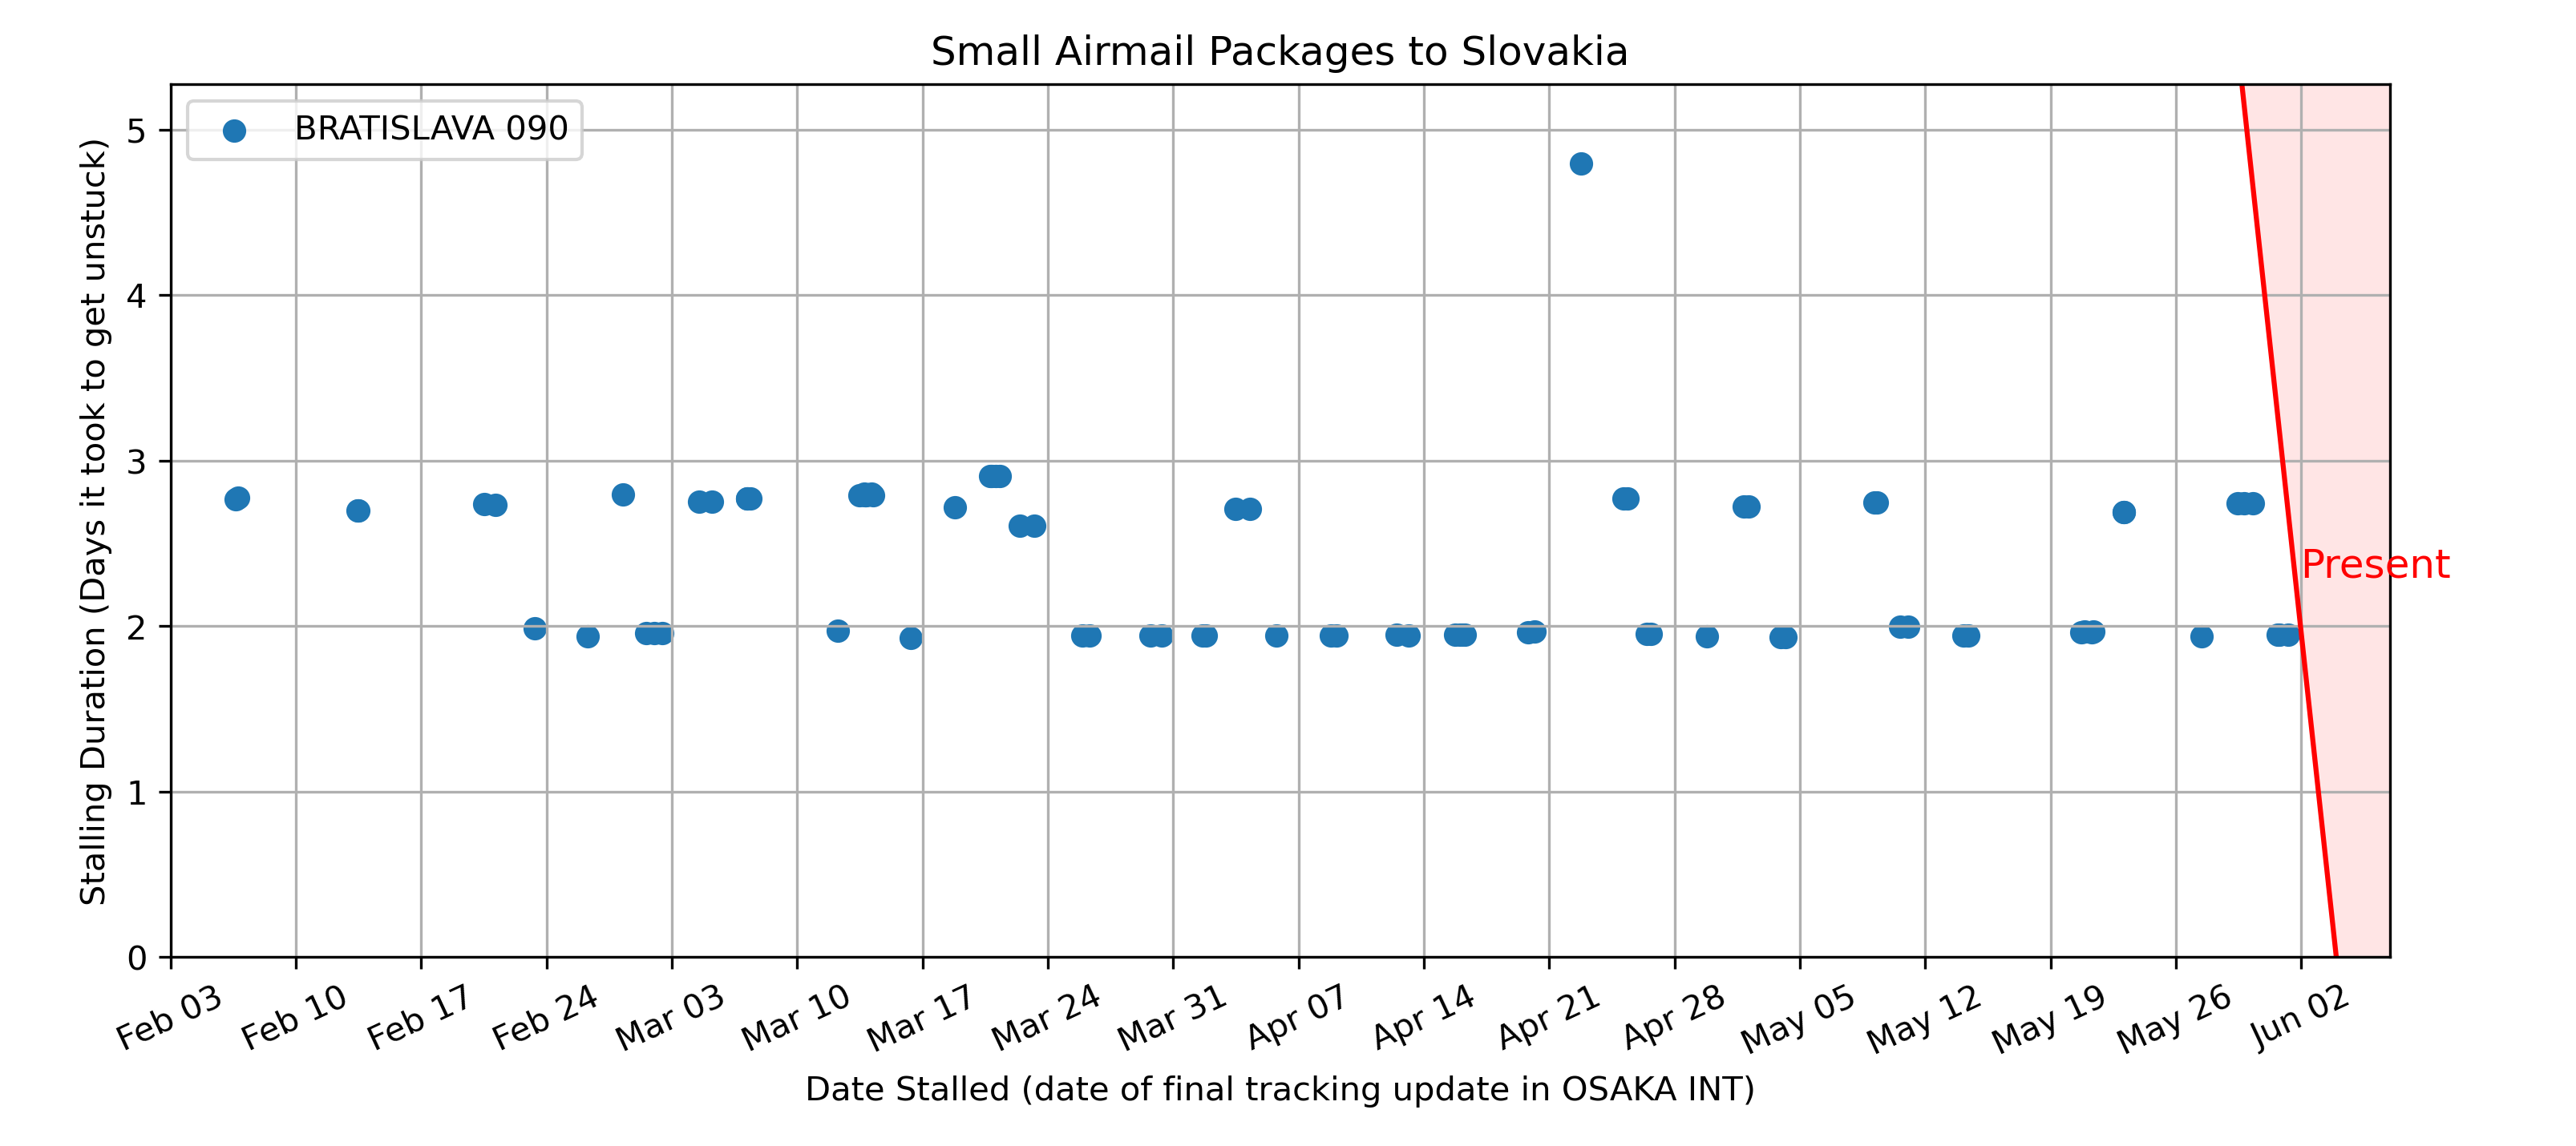 Small Airmail Packages to Slovakia
BRATISLAVA 090
Stalling Duration (Days it took to get unstuck)
5
4
3
2
1
0
Present
Feb 03
Feb 10
Feb 17
Feb 24
Mar 03
Mar 10
Mar 17
Mar 24
Mar 31
Apr 07
Apr 14
Apr 21
Apr 28
May 05
May 12
May 19
May 26
Jun 02
Date Stalled (date of final tracking update in OSAKA INT)